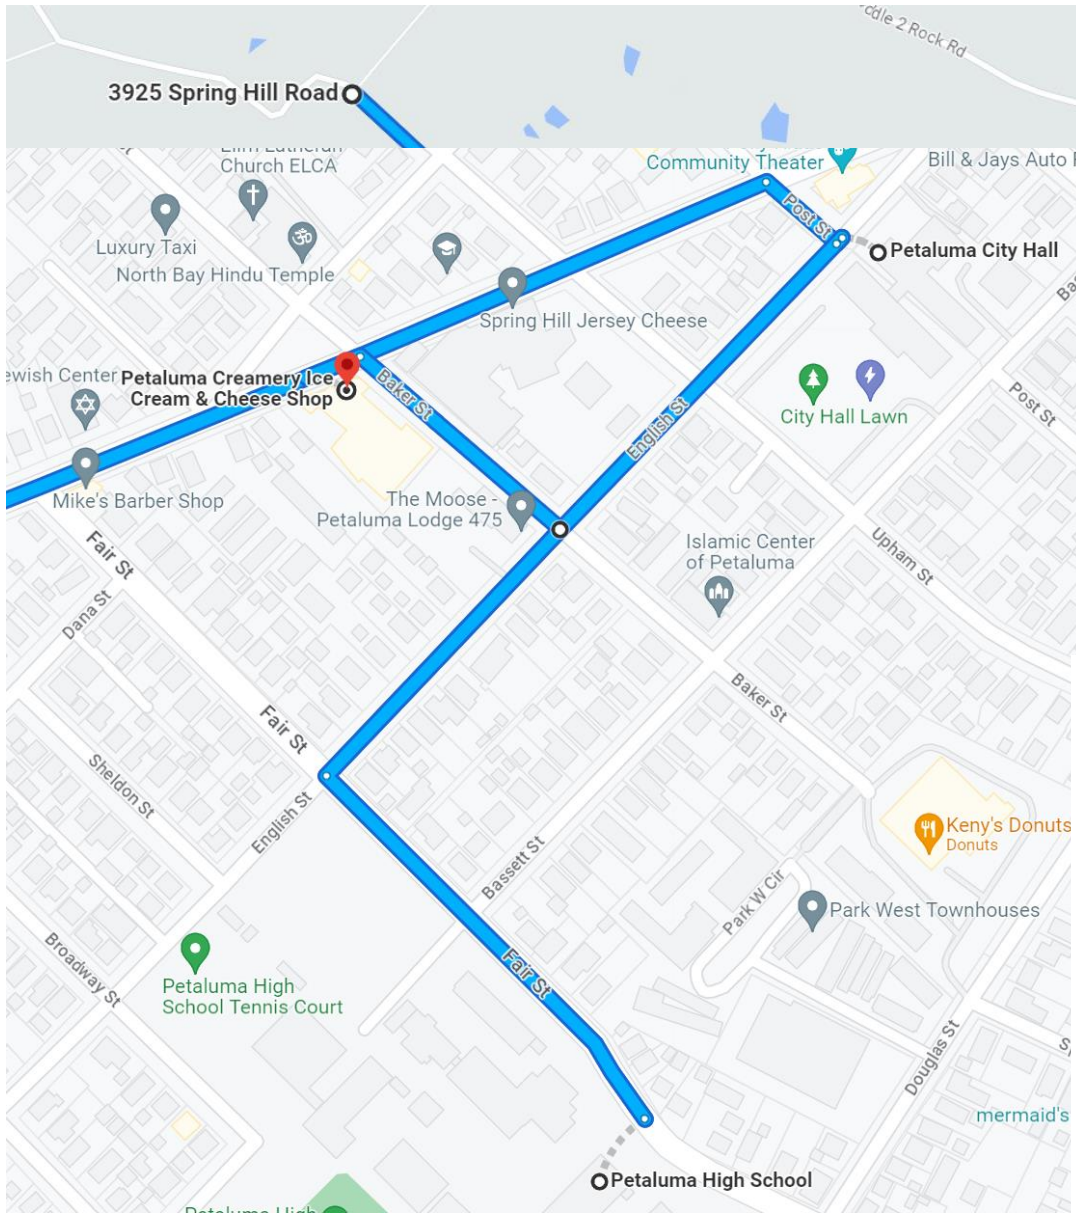 ddle 2 Rock Rd
3925 Spring Hill Road
Church ELCA
Community Theater
Bill & Jays Auto
Post St
Luxury Taxi
North Bay Hindu Temple
Petaluma City Hall
Spring Hill Jersey Cheese
ewish Center
Petaluma Creamery Ice
Cream & Cheese Shop
Baker St
City Hall Lawn
Post St
English St
Mike's Barber Shop
The Moose -
Petaluma Lodge 475
Islamic Center
of Petaluma
Upham St
Fair St
Dana St
Baker St
Fair St
Sheldon St
English St
Keny's Donuts
Donuts
Bassett St
Park W Cir
Park West Townhouses
Broadway St
Petaluma High
School Tennis Court
Fair St
Douglas St
mermaid's
Petaluma High School
Petaluma High